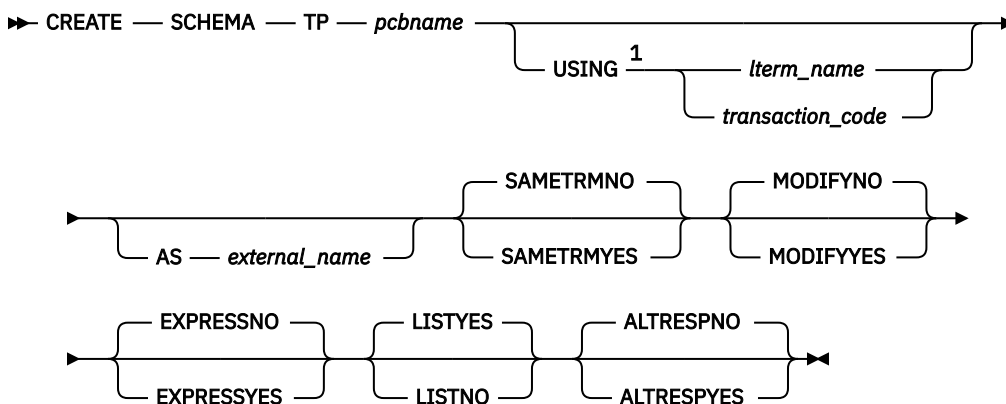 CREATE SCHEMA TP pcbname
USING 1 lterm_name
transaction_code
SAMETRMNO MODIFYNO
AS external_name SAMETRMYES MODIFYYES
EXPRESSNO LISTYES ALTRESPNO
EXPRESSYES LISTNO ALTRESPYES